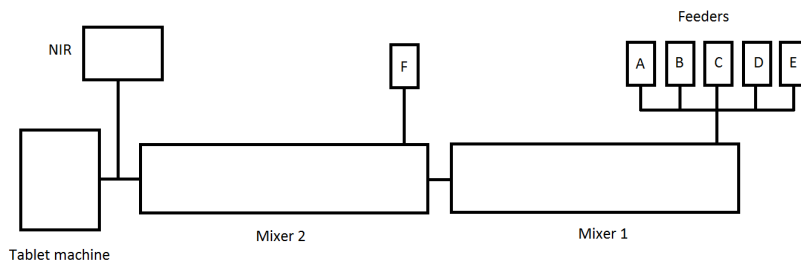 Feeders
NIR
F
A
B
C
D
E
Mixer 2
Mixer 1
Tablet machine